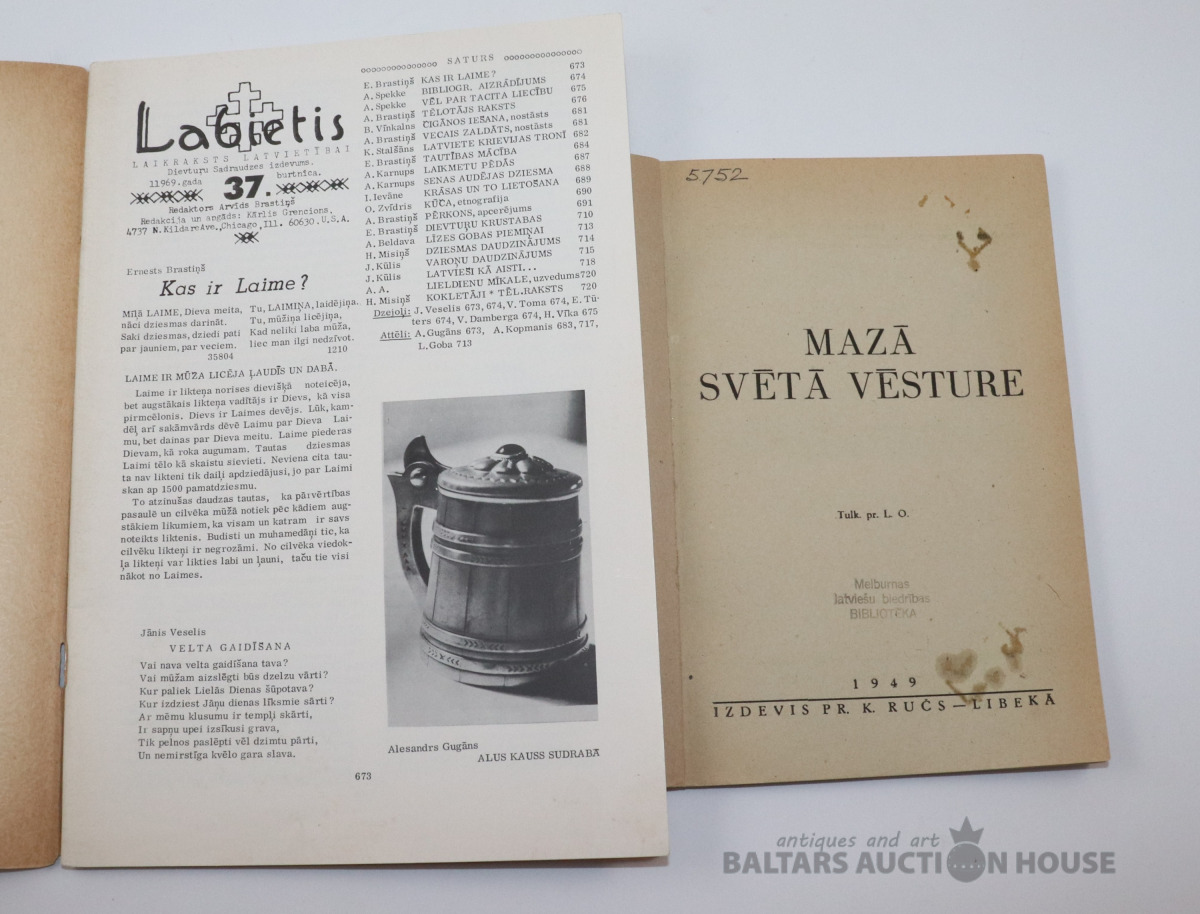 Labietis
LAIKRAKSTS LATVIETĪBAI
Dievturu Sadraudzes izdevums.
11969.gada 37. burtnīca.
Redaktors Arvīds Brastiņš
Redakcija un apgāds: Kārlis Grencions,
4737 N.Kildare Ave., Chicago, Ill. 60630. U.S.A.
Ernests Brastiņš
Kas ir Laime?
Mīļā LAIME, Dieva meita,
nāci dziesmas darināt.
Saki dziesmas, dziedi pati
par jauniem, par veciem.
35804
Tu, LAIMIŅA, laidējiņa.
Tu, mūžiņa licējiņa,
Kad neliki laba mūža,
liec man ilgi nedzīvot.
1210
LAIME IR MŪŽA LICĒJA ĻAUDĪS UN DABĀ.
Laime ir likteņa norises dievišķā noteicēja,
bet augstākais likteņa vadītājs ir Dievs, kā visa
pirmcēlonis. Dievs ir Laimes devējs. Lūk, kam-
dēļ arī sakāmvārds dēvē Laimu par Dieva Lai-
mu, bet dainas par Dieva meitu. Laime piederas
Dievam, kā roka augumam. Tautas dziesmas
Laimi tēlo kā skaistu sievieti. Neviena cita tau-
ta nav likteni tik daiļi apdziedājusi, jo par Laimi
skan ap 1500 pamatdziesmu.
To atzinušas daudzas tautas, ka pārvērtības
pasaulē un cilvēka mūžā notiek pēc kādiem aug-
stākiem likumiem, ka visam un katram ir savs
noteikts liktenis. Budisti un muhamedāņi tic, ka
cilvēku likteņi ir negrozāmi. No cilvēka viedok-
ļa likteņi var likties labi un ļauni, taču tie visi
nākot no Laimes.
Jānis Veselis
VELTA GAIDĪŠANA
Vai nava velta gaidīšana tava?
Vai mūžam aizslēgti būs dzelzu vārti?
Kur paliek Lielās Dienas šūpotava?
Kur izdziest Jāņu dienas līksmie sārti?
Ar mēmu klusumu ir templi skārti,
Ir sapņu upei izsīkusi grava,
Tik pelnos paslēpti vēl dzimtu pārti,
Un nemirstīga kvēlo gara slava.
SATURS
E. Brastiņš KAS IR LAIME? 673
A. Spekke BIBLIOGR. AIZRĀDĪJUMS 674
A. Spekke VĒL PAR TACITA LIECĪBU 675
A. Brastiņš TĒLOTĀJS RAKSTS 676
B. Vīnkalns ČIGĀNOS IEŠANA, nostāsts 681
A. Brastiņš VECAIS ZALDĀTS, nostāsts 681
K. Stalšāns LATVIETE KRIEVIJAS TRONĪ 682
E. Brastiņš TAUTĪBAS MĀCĪBA 684
A. Karnups LAIKMETU PĒDĀS 687
A. Karnups SENAS AUDĒJAS DZIESMA 688
I. Ievāne KRĀSAS UN TO LIETOŠANA 689
O. Zvīdris KŪČA, etnografija 690
A. Brastiņš PĒRKONS, apcerējums 691
E. Brastiņš DIEVTURU KRUSTABAS 710
A. Beldava LĪZES GOBAS PIEMIŅAI 713
H. Misiņš DZIESMAS DAUDZINĀJUMS 714
J. Kūlis VAROŅU DAUDZINĀJUMS 715
J. Kūlis LATVIEŠI KĀ AISTI... 718
A. A. LIELDIENU MĪKALE, uzvedums 720
H. Misiņš KOKLETĀJI * TĒL. RAKSTS 720
Dzejoļi: J. Veselis 673, 674, V. Toma 674, E. Tū-
ters 674, V. Damberga 674, H. Vīka 675
Attēli: A. Gugāns 673, A. Kopmanis 683, 717,
L. Goba 713
Alesandrs Gugāns
ALUS KAUSS SUDRABĀ
673
5752
MAZĀ
SVĒTĀ VĒSTURE
Tulk. pr. L. O.
Melburnas
latviešu biedrības
BIBLIOTEKA
1949
IZDEVIS PR. K. RUČS — LIBEKĀ
antiques and art
BALTARS AUCTION HOUSE